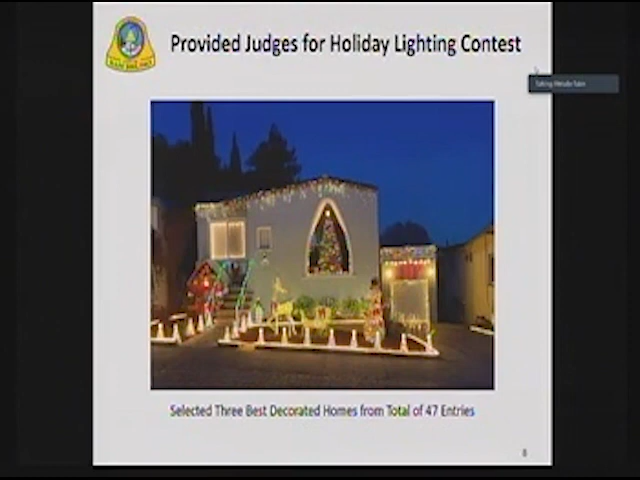 Provided Judges for Holiday Lighting Contest
Selected Three Best Decorated Homes from Total of 47 Entries
8